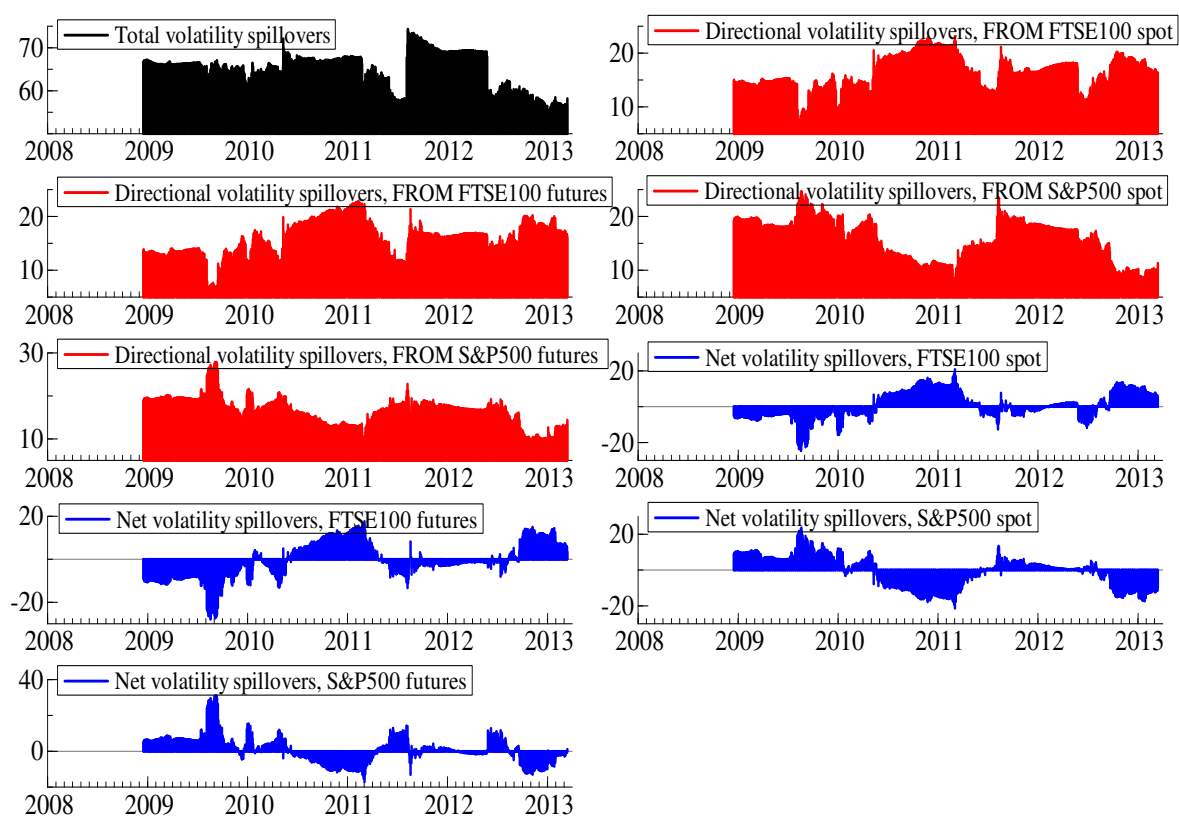 Total volatility spillovers
70
60
2008 2009 2010 2011 2012 2013
Directional volatility spillovers, FROM FTSE100 spot
20
10
2008 2009 2010 2011 2012 2013
Directional volatility spillovers, FROM FTSE100 futures
20
10
2008 2009 2010 2011 2012 2013
Directional volatility spillovers, FROM S&P500 spot
20
10
2008 2009 2010 2011 2012 2013
Directional volatility spillovers, FROM S&P500 futures
30
10
2008 2009 2010 2011 2012 2013
Net volatility spillovers, FTSE100 spot
20
-20
2008 2009 2010 2011 2012 2013
Net volatility spillovers, FTSE100 futures
20
-20
2008 2009 2010 2011 2012 2013
Net volatility spillovers, S&P500 spot
20
-20
2008 2009 2010 2011 2012 2013
Net volatility spillovers, S&P500 futures
40
0
2008 2009 2010 2011 2012 2013